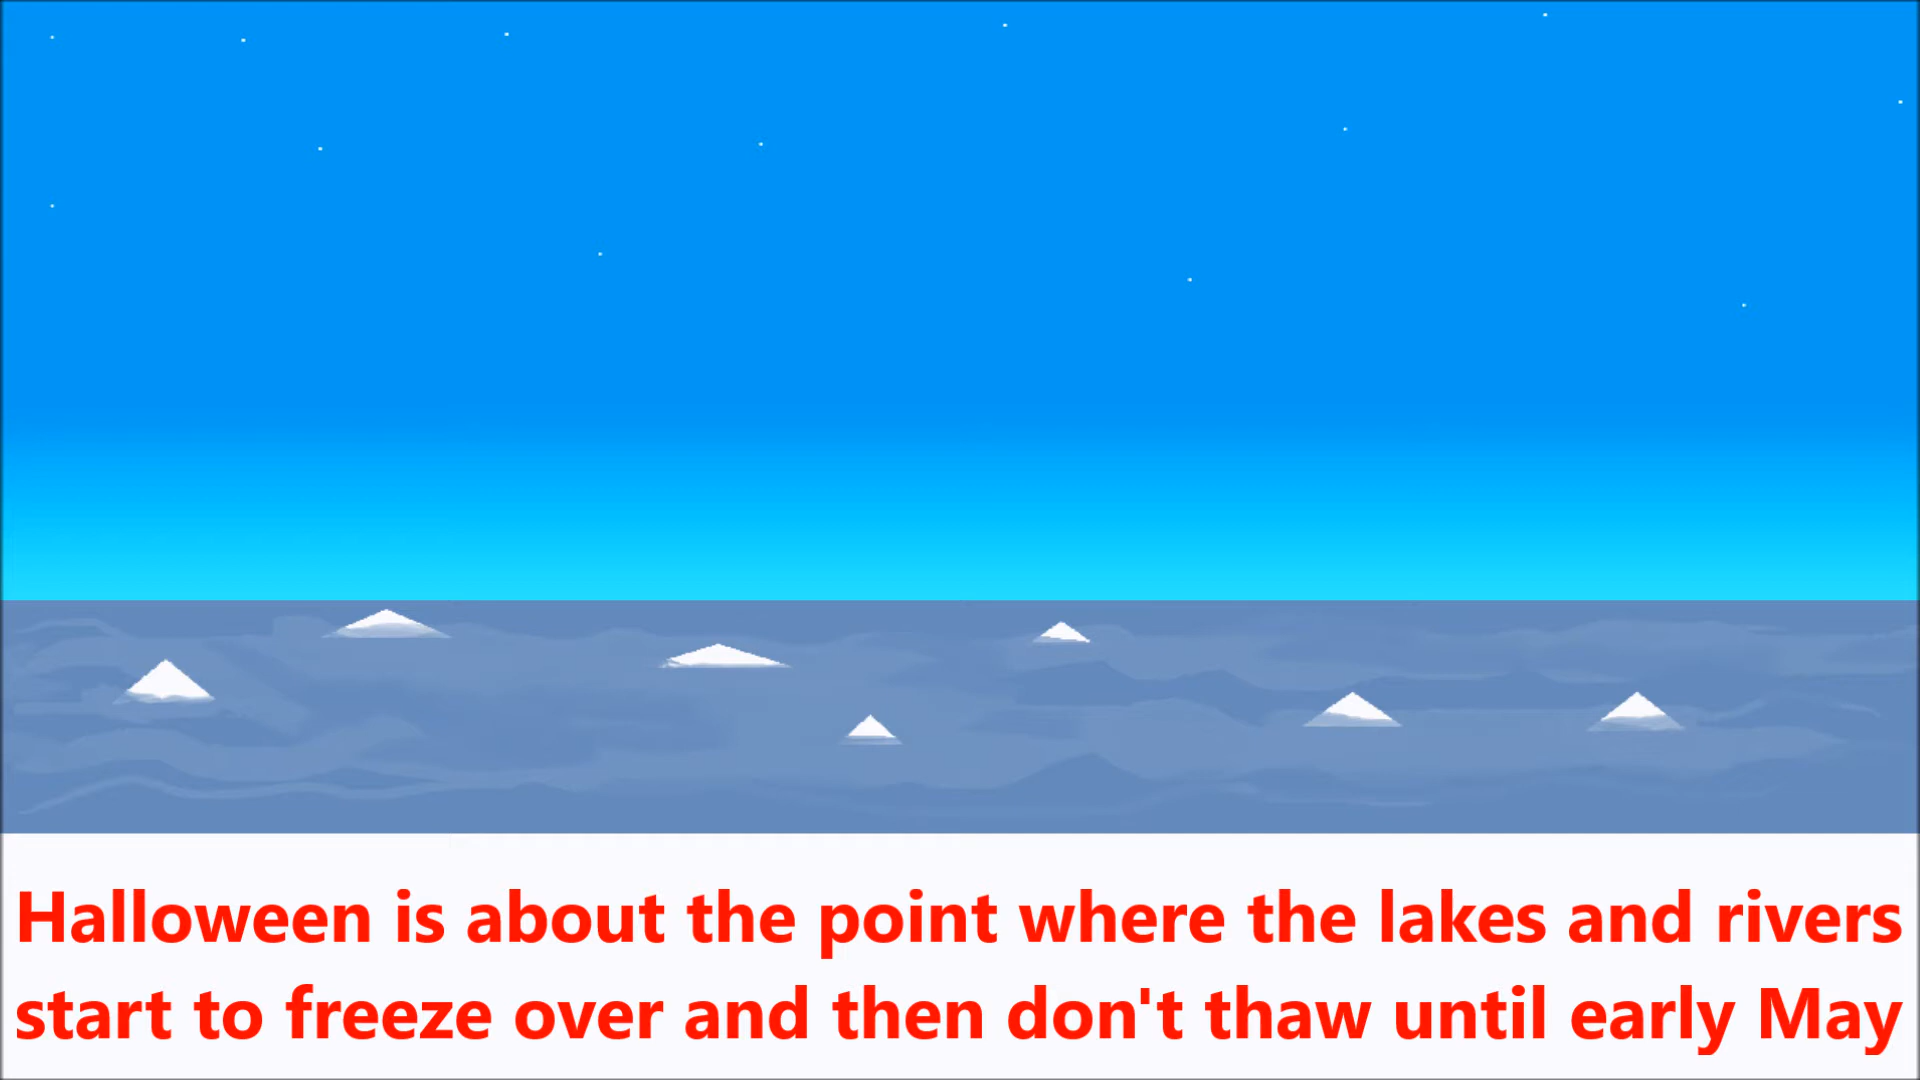 Halloween is about the point where the lakes and rivers
start to freeze over and then don't thaw until early May